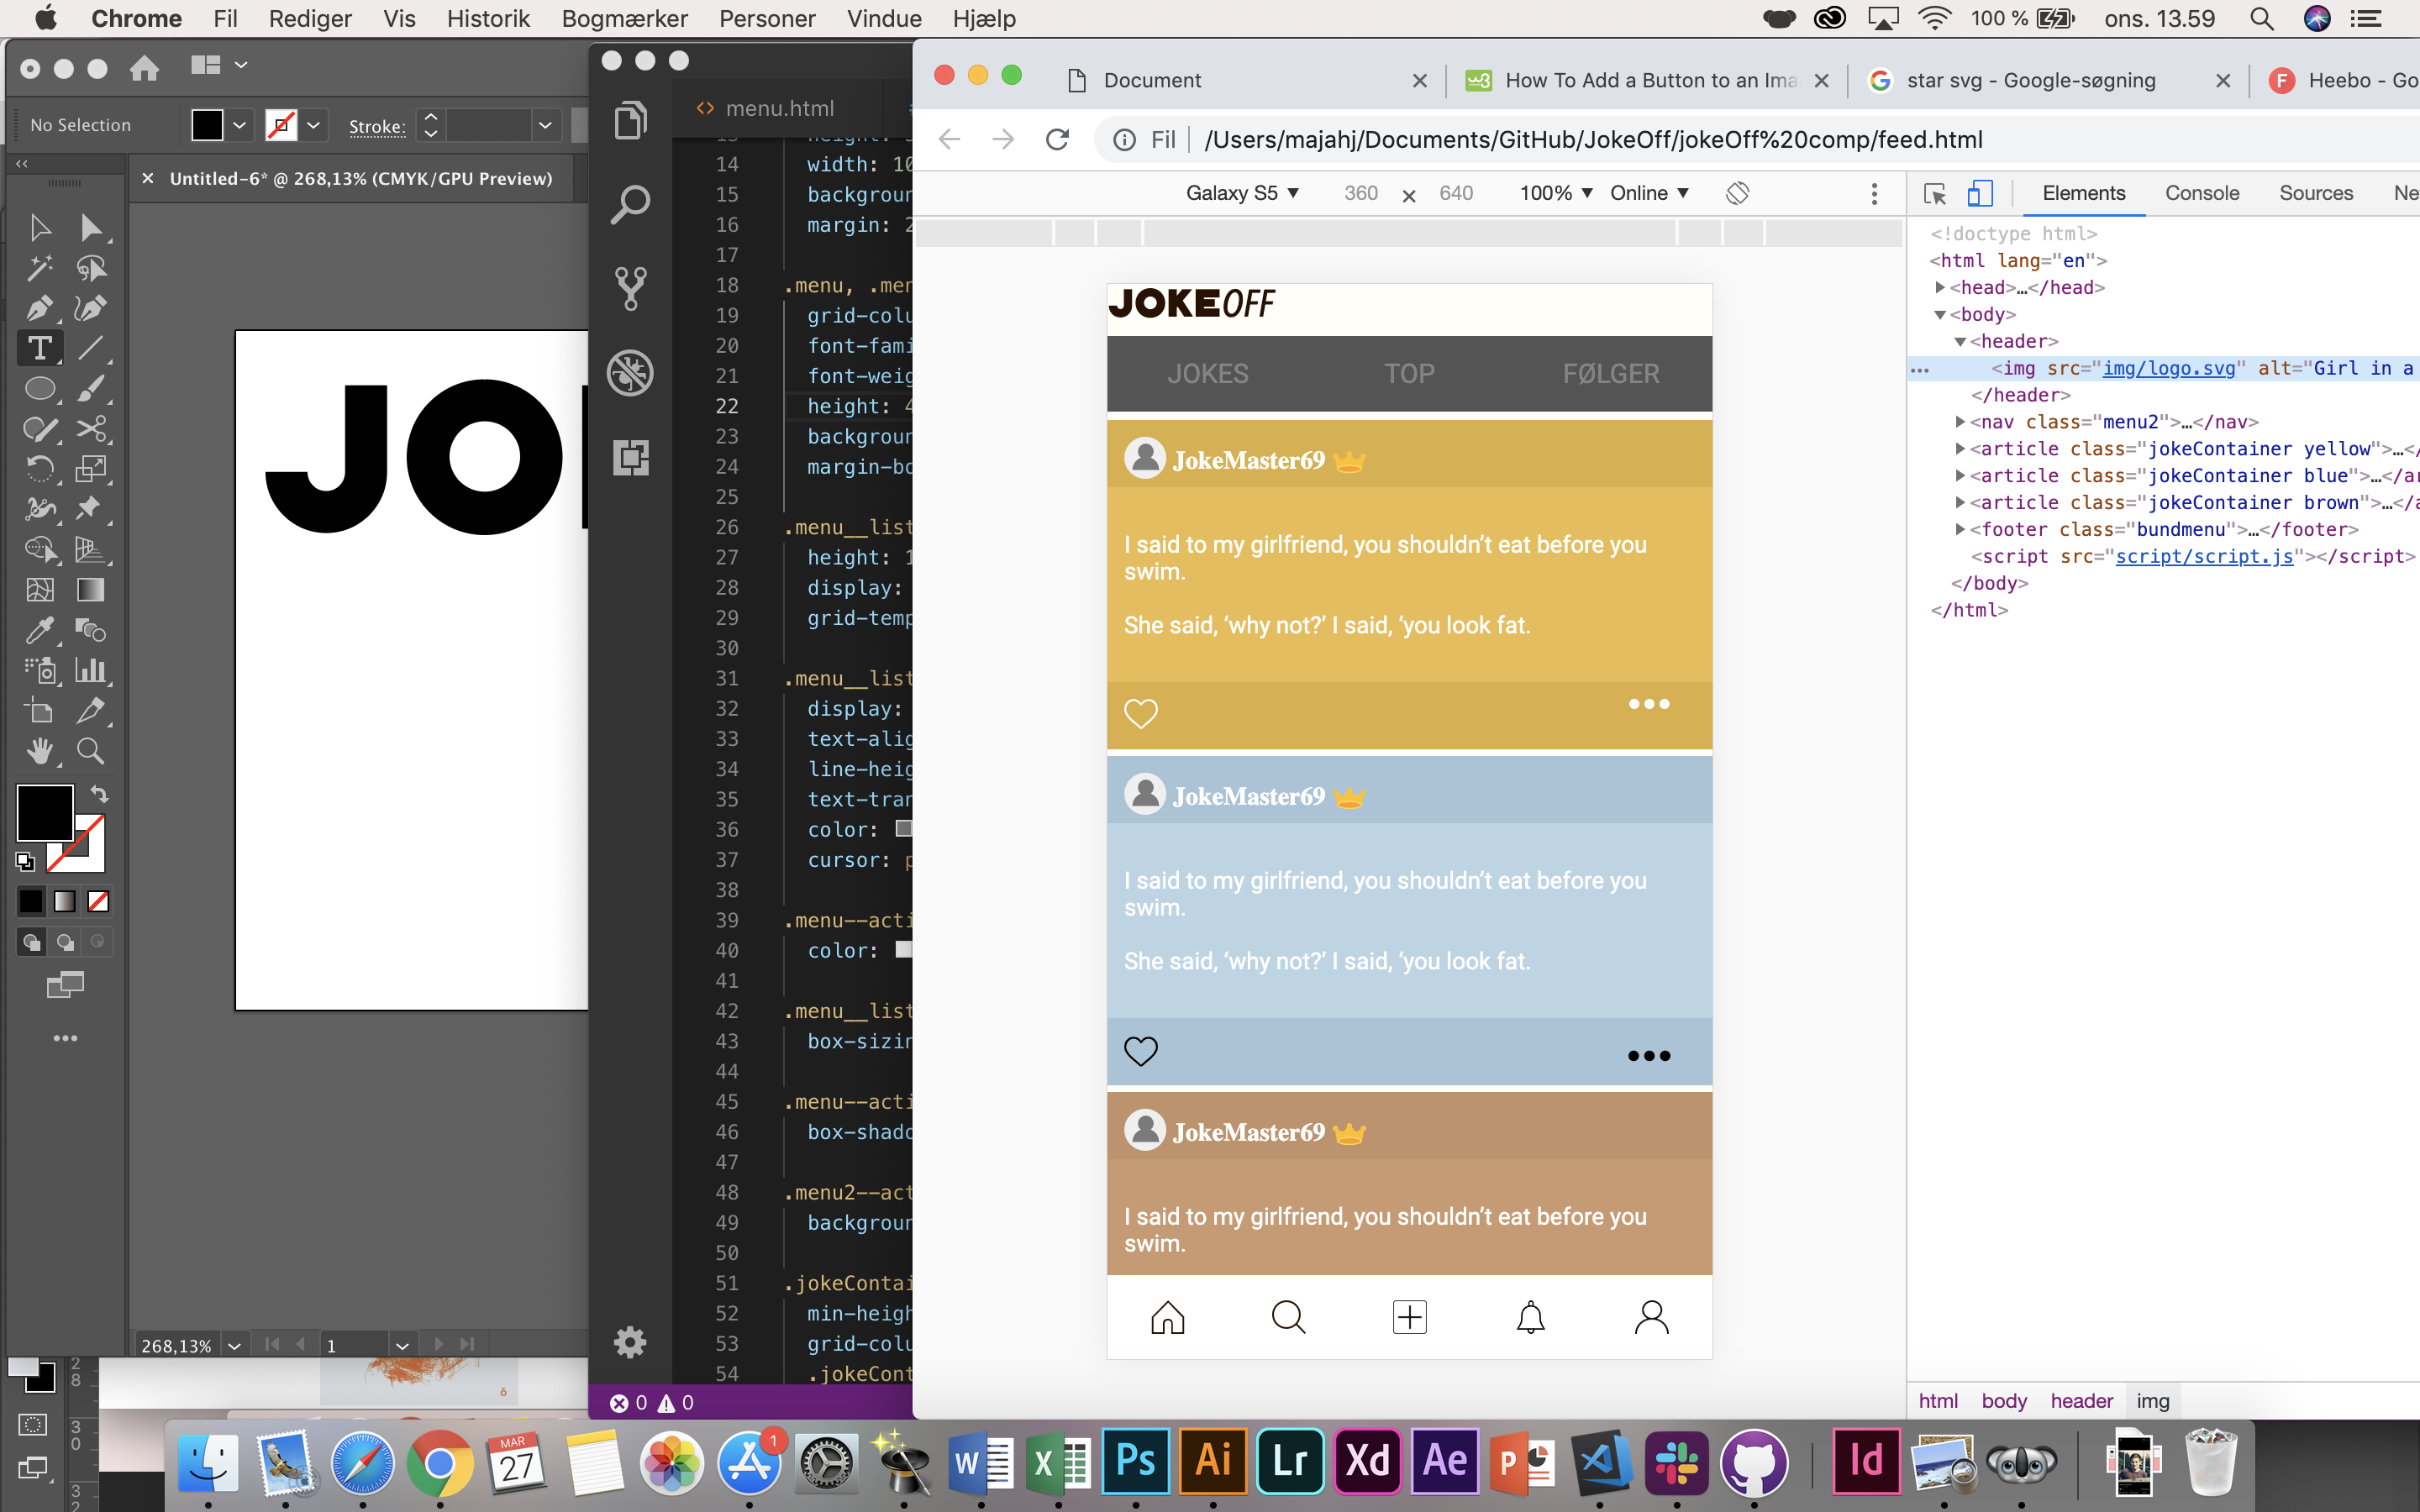 Chrome Fil Rediger Vis Historik Bogmærker Personer Vindue Hjælp 100 % ons. 13.59
No Selection Stroke:
Untitled-6* @ 268,13% (CMYK/GPU Preview)
JO
268,13% 1
menu.html
14 width: 10
15 backgroun
16 margin: 2
17
18 .menu, .men
19 grid-colu
20 font-fami
21 font-weig
22 height: 4
23 backgroun
24 margin-bo
25
26 .menu__list
27 height: 1
28 display:
29 grid-temp
30
31 .menu__list
32 display:
33 text-alig
34 line-heig
35 text-tran
36 color:
37 cursor: p
38
39 .menu--acti
40 color:
41
42 .menu__list
43 box-sizin
44
45 .menu--acti
46 box-shado
47
48 .menu2--act
49 backgroun
50
51 .jokeContai
52 min-heigh
53 grid-colu
54 .jokeCont
0 0
Document
How To Add a Button to an Ima
star svg - Google-søgning
Heebo - Go
Fil /Users/majahj/Documents/GitHub/JokeOff/jokeOff%20comp/feed.html
Galaxy S5 ▼ 360 × 640 100% ▼ Online ▼
JOKEOFF
JOKES TOP FØLGER
JokeMaster69
I said to my girlfriend, you shouldn’t eat before you
swim.
She said, ‘why not?’ I said, ‘you look fat.
JokeMaster69
I said to my girlfriend, you shouldn’t eat before you
swim.
She said, ‘why not?’ I said, ‘you look fat.
JokeMaster69
I said to my girlfriend, you shouldn’t eat before you
swim.
Elements Console Sources Ne
<!doctype html>
<html lang="en">
<head>…</head>
<body>
<header>
<img src="img/logo.svg" alt="Girl in a
</header>
<nav class="menu2">…</nav>
<article class="jokeContainer yellow">…</
<article class="jokeContainer blue">…</ar
<article class="jokeContainer brown">…</a
<footer class="bundmenu">…</footer>
<script src="script/script.js"></script>
</body>
</html>
html body header img
2
8
3
0
3
2
MAR
27
1
W X Ps Ai Lr Xd Ae P Id